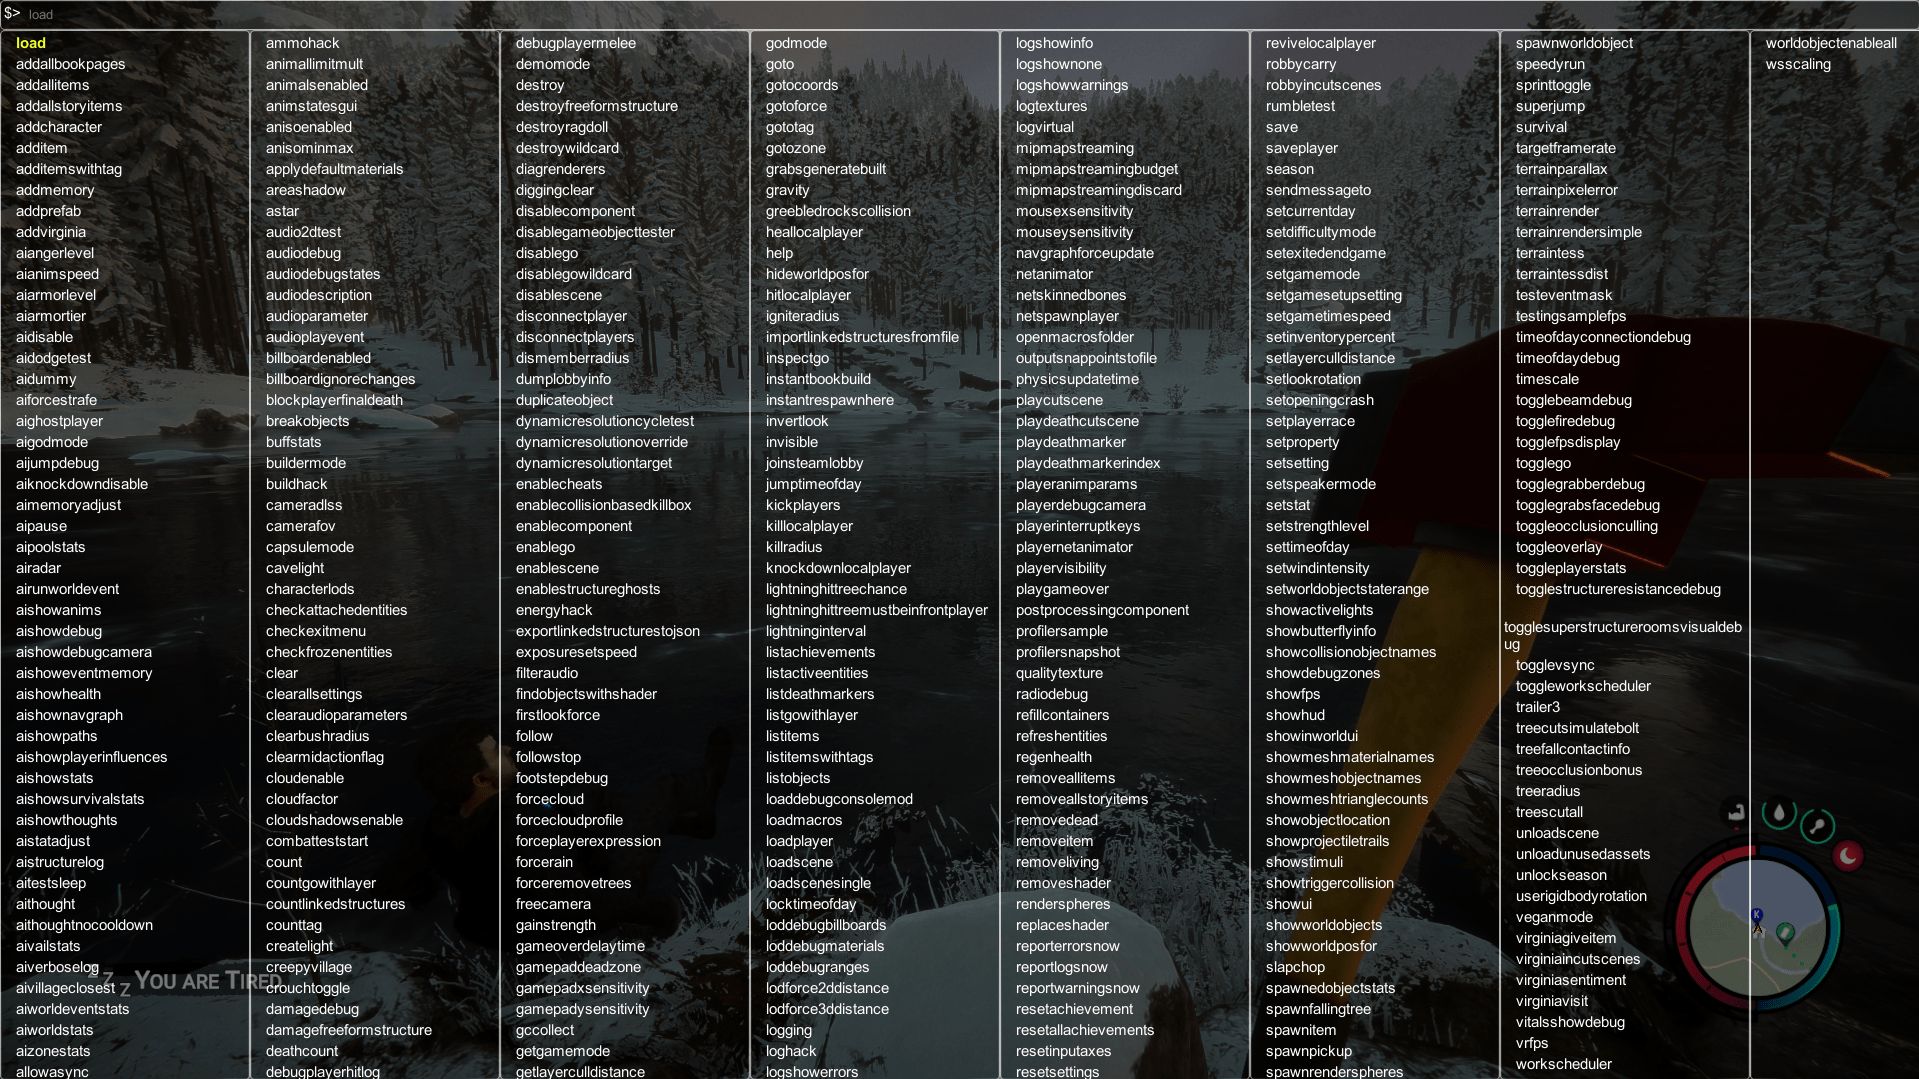 $> load
load
addallbookpages
addallitems
addallstoryitems
addcharacter
additem
additemswithtag
addmemory
addprefab
addvirginia
aiangerlevel
aianimspeed
aiarmorlevel
aiarmortier
aidisable
aidodgetest
aidummy
aiforcestrafe
aighostplayer
aigodmode
aijumpdebug
aiknockdowndisable
aimemoryadjust
aipause
aipoolstats
airadar
airunworldevent
aishowanims
aishowdebug
aishowdebugcamera
aishoweventmemory
aishowhealth
aishownavgraph
aishowpaths
aishowplayerinfluences
aishowstats
aishowsurvivalstats
aishowthoughts
aistatadjust
aistructurelog
aitestsleep
aithought
aithoughtnocooldown
aivailstats
aiverboselog
aivillageclosest
aiworldeventstats
aiworldstats
aizonestats
allowasync
ammohack
animallimitmult
animalsenabled
animstatesgui
anisoenabled
anisominmax
applydefaultmaterials
areashadow
astar
audio2dtest
audiodebug
audiodebugstates
audiodescription
audioparameter
audioplayevent
billboardenabled
billboardignorechanges
blockplayerfinaldeath
breakobjects
buffstats
buildermode
buildhack
cameradlss
camerafov
capsulemode
cavelight
characterlods
checkattachedentities
checkexitmenu
checkfrozenentities
clear
clearallsettings
clearaudioparameters
clearbushradius
clearmidactionflag
cloudenable
cloudfactor
cloudshadowsenable
combatteststart
count
countgowithlayer
countlinkedstructures
counttag
createlight
creepyvillage
crouchtoggle
damagedebug
damagefreeformstructure
deathcount
debugplayerhitlog
debugplayermelee
demomode
destroy
destroyfreeformstructure
destroyragdoll
destroywildcard
diagrenderers
diggingclear
disablecomponent
disablegameobjecttester
disablego
disablegowildcard
disablescene
disconnectplayer
disconnectplayers
dismemberradius
dumplobbyinfo
duplicateobject
dynamicresolutioncycletest
dynamicresolutionoverride
dynamicresolutiontarget
enablecheats
enablecollisionbasedkillbox
enablecomponent
enablego
enablescene
enablestructureghosts
energyhack
exportlinkedstructurestojson
exposuresetspeed
filteraudio
findobjectswithshader
firstlookforce
follow
followstop
footstepdebug
forcecloud
forcecloudprofile
forceplayerexpression
forcerain
forceremovetrees
freecamera
gainstrength
gameoverdelaytime
gamepaddeadzone
gamepadxsensitivity
gamepadysensitivity
gccollect
getgamemode
getlayerculldistance
godmode
goto
gotocoords
gotoforce
gototag
gotozone
grabsgeneratebuilt
gravity
greebledrockscollision
heallocalplayer
help
hideworldposfor
hitlocalplayer
igniteradius
importlinkedstructuresfromfile
inspectgo
instantbookbuild
instantrespawnhere
invertlook
invisible
joinsteamlobby
jumptimeofday
kickplayers
killlocalplayer
killradius
knockdownlocalplayer
lightninghittreechance
lightninghittreemustbeinfrontplayer
lightninginterval
listachievements
listactiveentities
listdeathmarkers
listgowithlayer
listitems
listitemswithtags
listobjects
loaddebugconsolemod
loadmacros
loadplayer
loadscene
loadscenesingle
locktimeofday
loddebugbillboards
loddebugmaterials
loddebugranges
lodforce2ddistance
lodforce3ddistance
logging
loghack
logshowerrors
logshowinfo
logshownone
logshowwarnings
logtextures
logvirtual
mipmapstreaming
mipmapstreamingbudget
mipmapstreamingdiscard
mousexsensitivity
mouseysensitivity
navgraphforceupdate
netanimator
netskinnedbones
netspawnplayer
openmacrosfolder
outputsnappointstofile
physicsupdatetime
playcutscene
playdeathcutscene
playdeathmarker
playdeathmarkerindex
playeranimparams
playerdebugcamera
playerinterruptkeys
playernetanimator
playervisibility
playgameover
postprocessingcomponent
profilersample
profilersnapshot
qualitytexture
radiodebug
refillcontainers
refreshentities
regenhealth
removeallitems
removeallstoryitems
removedead
removeitem
removeliving
removeshader
renderspheres
replaceshader
reporterrorsnow
reportlogsnow
reportwarningsnow
resetachievement
resetallachievements
resetinputaxes
resetsettings
revivelocalplayer
robbycarry
robbyincutscenes
rumbletest
save
saveplayer
season
sendmessageto
setcurrentday
setdifficultymode
setexitedendgame
setgamemode
setgamesetupsetting
setgametimespeed
setinventorypercent
setlayerculldistance
setlookrotation
setopeningcrash
setplayerrace
setproperty
setsetting
setspeakermode
setstat
setstrengthlevel
settimeofday
setwindintensity
setworldobjectstaterange
showactivelights
showbutterflyinfo
showcollisionobjectnames
showdebugzones
showfps
showhud
showinworldui
showmeshmaterialnames
showmeshobjectnames
showmeshtrianglecounts
showobjectlocation
showprojectiletrails
showstimuli
showtriggercollision
showui
showworldobjects
showworldposfor
slapchop
spawnedobjectstats
spawnfallingtree
spawnitem
spawnpickup
spawnrenderspheres
spawnworldobject
speedyrun
sprinttoggle
superjump
survival
targetframerate
terrainparallax
terrainpixelerror
terrainrender
terrainrendersimple
terraintess
terraintessdist
testeventmask
testingsamplefps
timeofdayconnectiondebug
timeofdaydebug
timescale
togglebeamdebug
togglefiredebug
togglefpsdisplay
togglego
togglegrabberdebug
togglegrabsfacedebug
toggleocclusionculling
toggleoverlay
toggleplayerstats
togglestructureresistancedebug
togglesuperstructureroomsvisualdeb
ug
togglevsync
toggleworkscheduler
trailer3
treecutsimulatebolt
treefallcontactinfo
treeocclusionbonus
treeradius
treescutall
unloadscene
unloadunusedassets
unlockseason
userigidbodyrotation
veganmode
virginiagiveitem
virginiaincutscenes
virginiasentiment
virginiavisit
vitalsshowdebug
vrfps
workscheduler
worldobjectenableall
wsscaling
Z Z Z YOU ARE TIRED
K
A